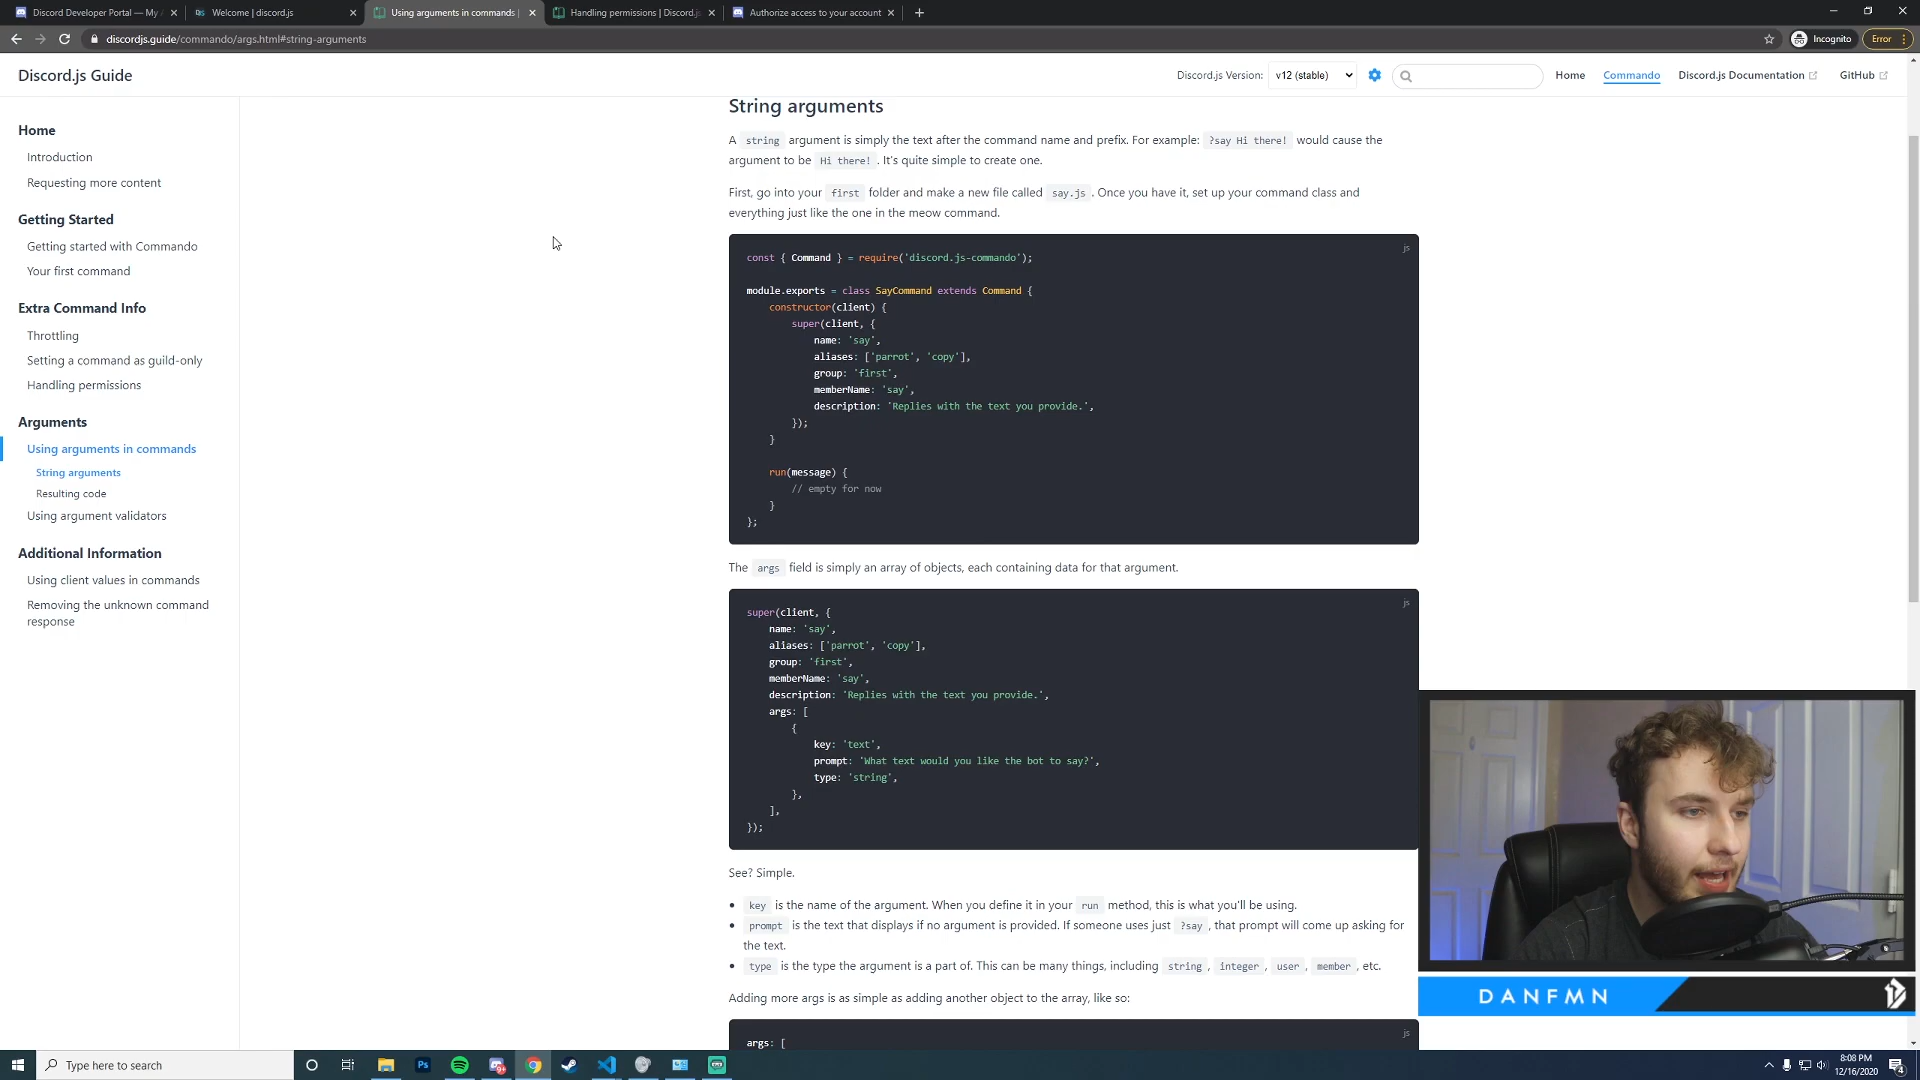 Discord Developer Portal — My
Welcome | discord.js
Using arguments in commands |
Handling permissions | Discord.js
Authorize access to your account
discordjs.guide/commando/args.html#string-arguments
Incognito
Error
Discord.js Guide
Discord.js Version:
v12 (stable)
Home
Commando
Discord.js Documentation
GitHub
Home
Introduction
Requesting more content
Getting Started
Getting started with Commando
Your first command
Extra Command Info
Throttling
Setting a command as guild-only
Handling permissions
Arguments
Using arguments in commands
String arguments
Resulting code
Using argument validators
Additional Information
Using client values in commands
Removing the unknown command
response
String arguments
A string argument is simply the text after the command name and prefix. For example: ?say Hi there! would cause the
argument to be Hi there! . It's quite simple to create one.
First, go into your first folder and make a new file called say.js . Once you have it, set up your command class and
everything just like the one in the meow command.
js
const { Command } = require('discord.js-commando');
module.exports = class SayCommand extends Command {
constructor(client) {
super(client, {
name: 'say',
aliases: ['parrot', 'copy'],
group: 'first',
memberName: 'say',
description: 'Replies with the text you provide.',
});
}
run(message) {
// empty for now
}
};
The args field is simply an array of objects, each containing data for that argument.
js
super(client, {
name: 'say',
aliases: ['parrot', 'copy'],
group: 'first',
memberName: 'say',
description: 'Replies with the text you provide.',
args: [
{
key: 'text',
prompt: 'What text would you like the bot to say?',
type: 'string',
},
],
});
See? Simple.
• key is the name of the argument. When you define it in your run method, this is what you'll be using.
• prompt is the text that displays if no argument is provided. If someone uses just ?say , that prompt will come up asking for
the text.
• type is the type the argument is a part of. This can be many things, including string , integer , user , member , etc.
Adding more args is as simple as adding another object to the array, like so:
js
args: [
DANFMN
Type here to search
Ps
8:08 PM
12/16/2020
4